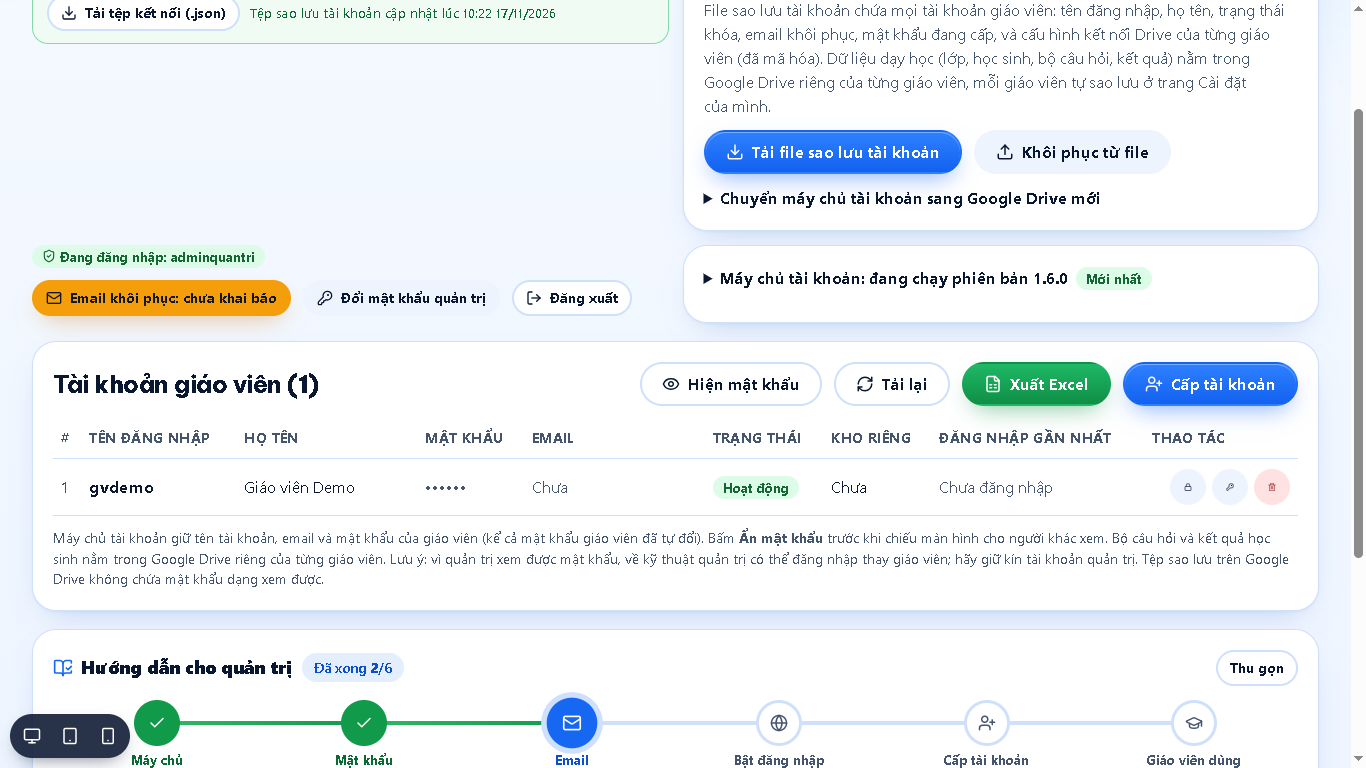 Tải tệp kết nối (.json)
Tệp sao lưu tài khoản cập nhật lúc 10:22 17/11/2026
File sao lưu tài khoản chứa mọi tài khoản giáo viên: tên đăng nhập, họ tên, trạng thái
khóa, email khôi phục, mật khẩu đang cấp, và cấu hình kết nối Drive của từng giáo
viên (đã mã hóa). Dữ liệu dạy học (lớp, học sinh, bộ câu hỏi, kết quả) nằm trong
Google Drive riêng của từng giáo viên, mỗi giáo viên tự sao lưu ở trang Cài đặt
của mình.
Tải file sao lưu tài khoản
Khôi phục từ file
Chuyển máy chủ tài khoản sang Google Drive mới
Đang đăng nhập: adminquantri
Email khôi phục: chưa khai báo
Đổi mật khẩu quản trị
Đăng xuất
Máy chủ tài khoản: đang chạy phiên bản 1.6.0
Mới nhất
Tài khoản giáo viên (1)
Hiện mật khẩu
Tải lại
Xuất Excel
Cấp tài khoản
# TÊN ĐĂNG NHẬP HỌ TÊN MẬT KHẨU EMAIL TRẠNG THÁI KHO RIÊNG ĐĂNG NHẬP GẦN NHẤT THAO TÁC
1 gvdemo Giáo viên Demo •••••• Chưa Hoạt động Chưa Chưa đăng nhập
Máy chủ tài khoản giữ tên tài khoản, email và mật khẩu của giáo viên (kể cả mật khẩu giáo viên đã tự đổi). Bấm Ẩn mật khẩu trước khi chiếu màn hình cho người khác xem. Bộ câu hỏi và kết quả học
sinh nằm trong Google Drive riêng của từng giáo viên. Lưu ý: vì quản trị xem được mật khẩu, về kỹ thuật quản trị có thể đăng nhập thay giáo viên; hãy giữ kín tài khoản quản trị. Tệp sao lưu trên Google
Drive không chứa mật khẩu dạng xem được.
Hướng dẫn cho quản trị
Đã xong 2/6
Thu gọn
Máy chủ
Mật khẩu
Email
Bật đăng nhập
Cấp tài khoản
Giáo viên dùng